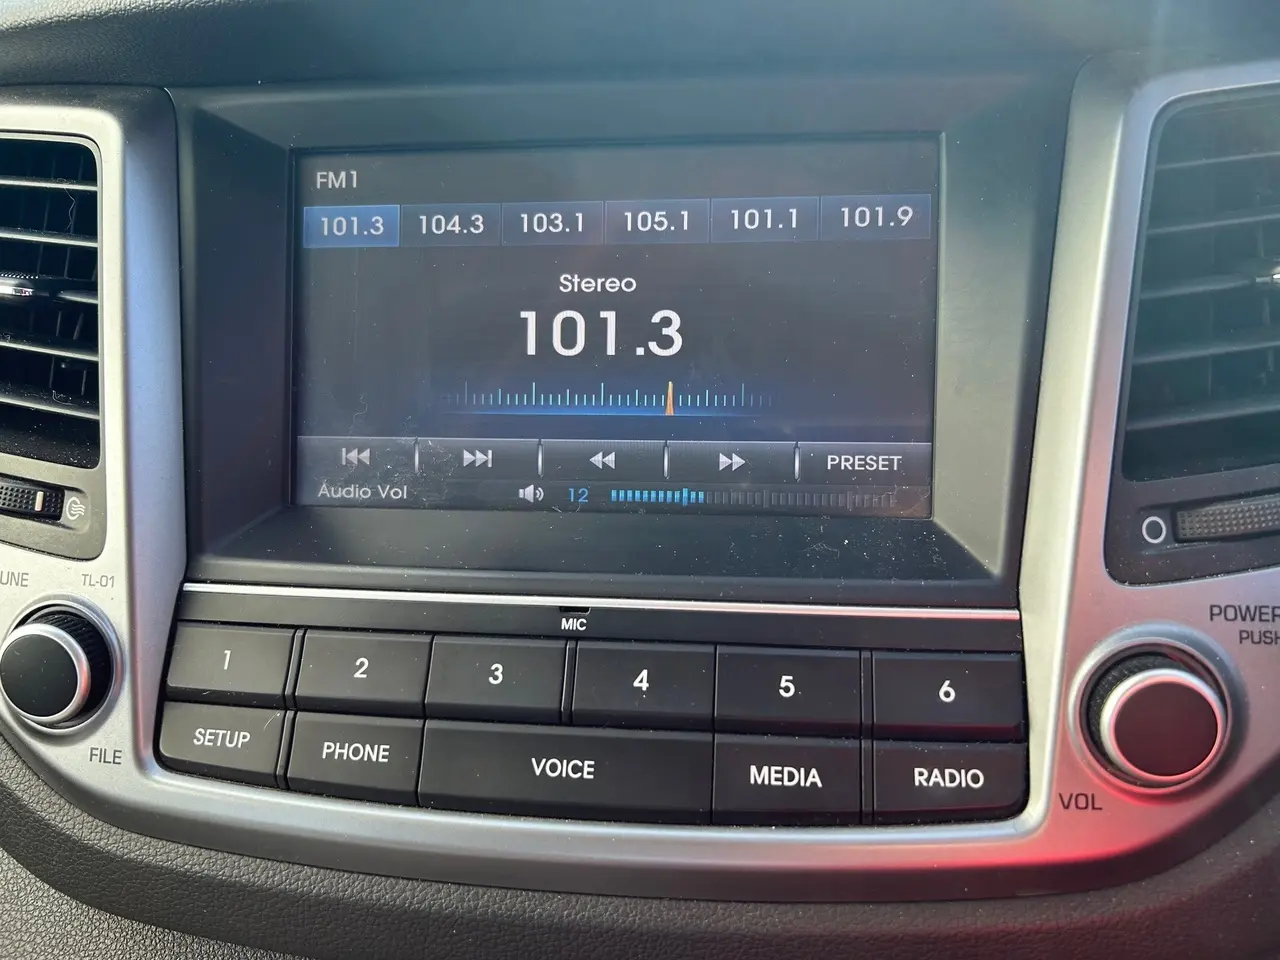 FM1
101.3 104.3 103.1 105.1 101.1 101.9
Stereo
101.3
PRESET
Audio Vol 12
UNE TL-01
MIC
POWER
PUSH
1 2 3 4 5 6
SETUP PHONE VOICE MEDIA RADIO
FILE
VOL